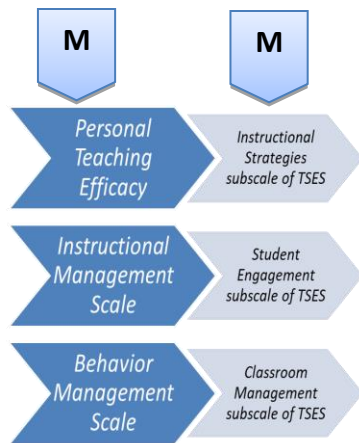 M
M
Personal
Teaching
Efficacy
Instructional
Strategies
subscale of TSES
Instructional
Management
Scale
Student
Engagement
subscale of TSES
Behavior
Management
Scale
Classroom
Management
subscale of TSES